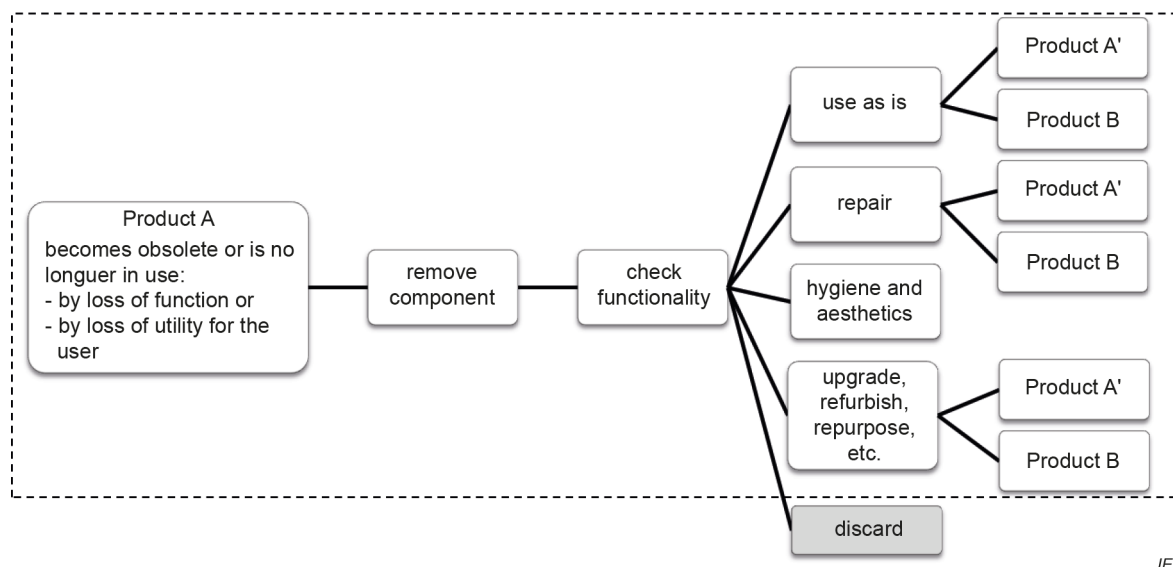 Product A
becomes obsolete or is no
longuer in use:
- by loss of function or
- by loss of utility for the
user
remove
component
check
functionality
use as is
Product A'
Product B
repair
Product A'
Product B
hygiene and
aesthetics
upgrade,
refurbish,
repurpose,
etc.
Product A'
Product B
discard